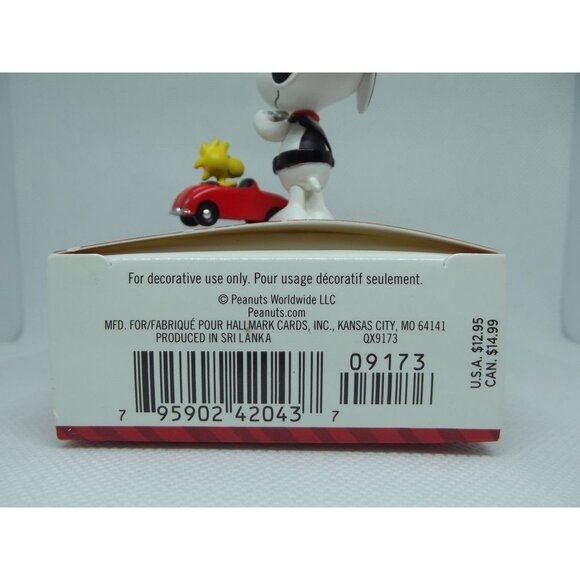 For decorative use only. Pour usage décoratif seulement.
© Peanuts Worldwide LLC
Peanuts.com
MFD. FOR/FABRIQUÉ POUR HALLMARK CARDS, INC., KANSAS CITY, MO 64141
PRODUCED IN SRI LANKA QX9173
09173
7 95902 42043 7
U.S.A. $12.95
CAN. $14.99